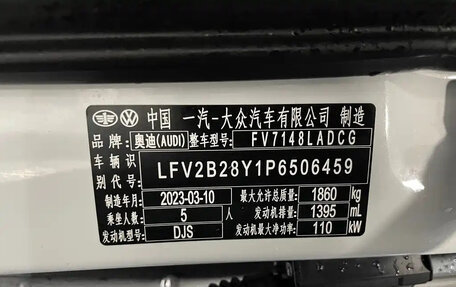 中国 一汽-大众汽车有限公司 制造
品牌: 奥迪(AUDI) 整车型号: FV7148LADCG
车辆识别代号: LFV2B28Y1P6506459
制造年月: 2023-03-10 最大允许总质量: 1860 kg
乘坐人数: 5 人 发动机排量: 1395 mL
发动机型号: DJS 发动机最大净功率: 110 kW